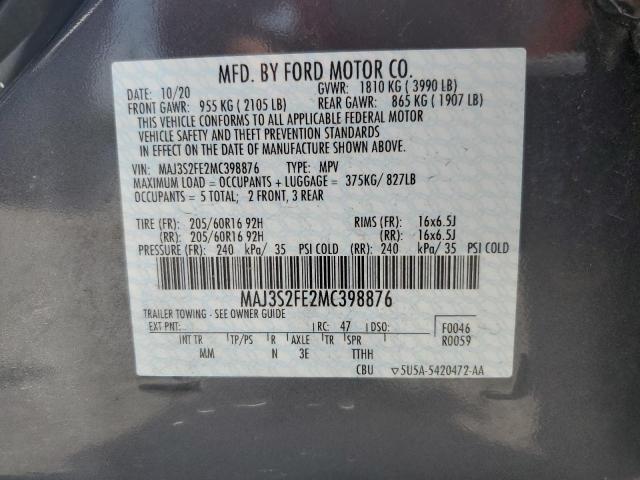 MFD. BY FORD MOTOR CO.
DATE: 10/20 GVWR: 1810 KG ( 3990 LB)
FRONT GAWR: 955 KG ( 2105 LB) REAR GAWR: 865 KG ( 1907 LB)
THIS VEHICLE CONFORMS TO ALL APPLICABLE FEDERAL MOTOR
VEHICLE SAFETY AND THEFT PREVENTION STANDARDS
IN EFFECT ON THE DATE OF MANUFACTURE SHOWN ABOVE.
VIN: MAJ3S2FE2MC398876 TYPE: MPV
MAXIMUM LOAD = OCCUPANTS + LUGGAGE = 375KG/ 827LB
OCCUPANTS = 5 TOTAL; 2 FRONT, 3 REAR
TIRE (FR): 205/60R16 92H RIMS (FR): 16x6.5J
(RR): 205/60R16 92H (RR): 16x6.5J
PRESSURE (FR): 240 kPa/ 35 PSI COLD (RR): 240 kPa/ 35 PSI COLD
MAJ3S2FE2MC398876
TRAILER TOWING - SEE OWNER GUIDE
EXT PNT: RC: 47 DSO: F0046
INT TR TP/PS R AXLE TR SPR R0059
MM N 3E TTHH
CBU ▽5U5A-5420472-AA